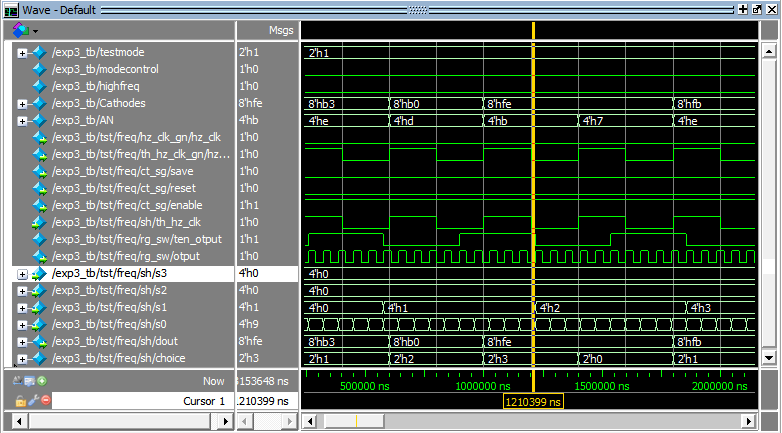 Wave - Default
Msgs
/exp3_tb/testmode 2'h1 2'h1
/exp3_tb/modecontrol 1'h0
/exp3_tb/highfreq 1'h0
/exp3_tb/Cathodes 8'hfe 8'hb3 8'hb0 8'hfe 8'hfb
/exp3_tb/AN 4'hb 4'he 4'hd 4'hb 4'h7 4'he
/exp3_tb/tst/freq/hz_clk_gn/hz_clk 1'h0
/exp3_tb/tst/freq/th_hz_clk_gn/hz... 1'h0
/exp3_tb/tst/freq/ct_sg/save 1'h0
/exp3_tb/tst/freq/ct_sg/reset 1'h0
/exp3_tb/tst/freq/ct_sg/enable 1'h1
/exp3_tb/tst/freq/sh/th_hz_clk 1'h0
/exp3_tb/tst/freq/rg_sw/ten_otput 1'h1
/exp3_tb/tst/freq/rg_sw/otput 1'h0
/exp3_tb/tst/freq/sh/s3 4'h0 4'h0
/exp3_tb/tst/freq/sh/s2 4'h0 4'h0
/exp3_tb/tst/freq/sh/s1 4'h1 4'h0 4'h1 4'h2 4'h3
/exp3_tb/tst/freq/sh/s0 4'h9
/exp3_tb/tst/freq/sh/dout 8'hfe 8'hb3 8'hb0 8'hfe 8'hfb
/exp3_tb/tst/freq/sh/choice 2'h3 2'h1 2'h2 2'h3 2'h0 2'h1
Now 3153648 ns 500000 ns 1000000 ns 1500000 ns 2000000 ns
Cursor 1 .210399 ns 1210399 ns